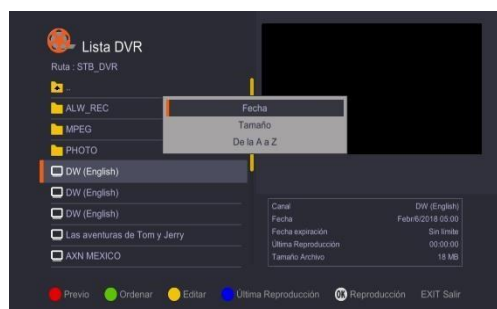 Lista DVR
Ruta : STB_DVR
..
ALW_REC
MPEG
PHOTO
DW (English)
DW (English)
DW (English)
Las aventuras de Tom y Jerry
AXN MEXICO
Fecha
Tamaño
De la A a Z
Canal DW (English)
Fecha Febr/6/2018 05:00
Fecha expiración Sin limite
Última Reproducción 00:00:00
Tamaño Archivo 18 MB
Previo Ordenar Editar Última Reproducción OK Reproducción EXIT Salir